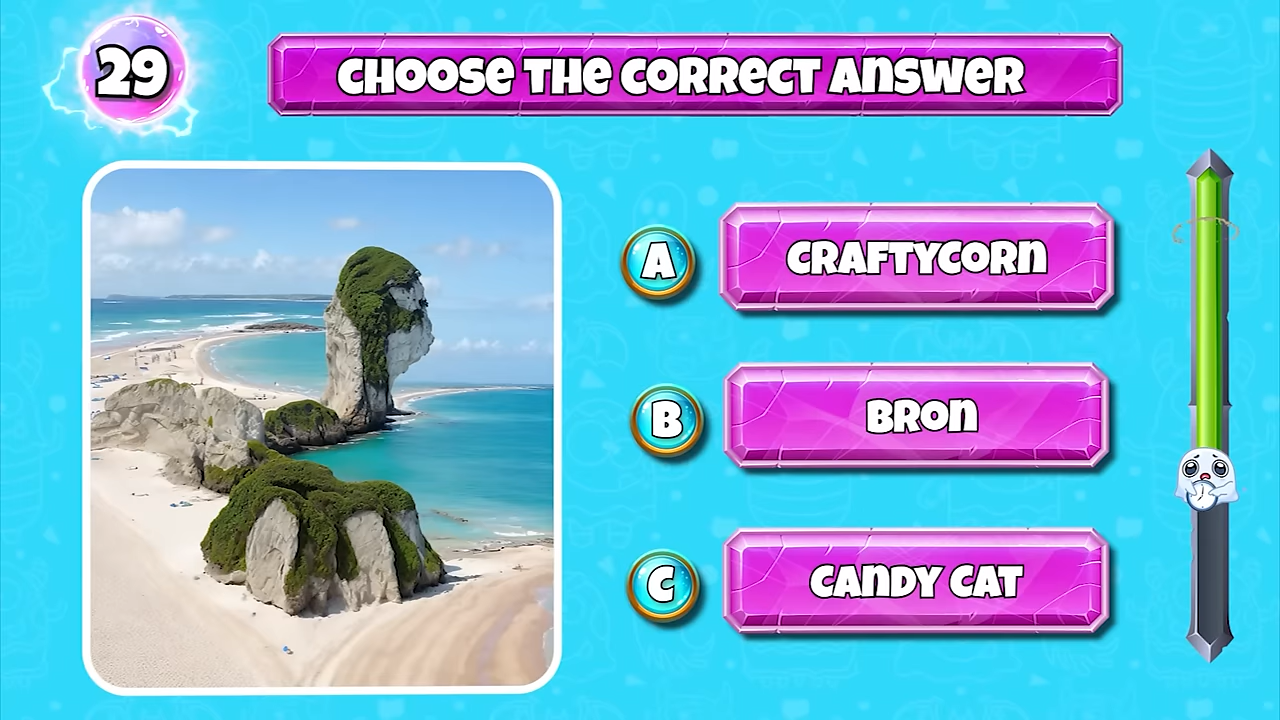 29
CHOOSE THE CORRECT ANSWER
A
CRAFTYCORN
B
BRON
C
CANDY CAT